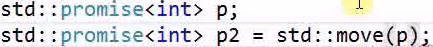 std::promise<int> p;
std::promise<int> p2 = std::move(p);